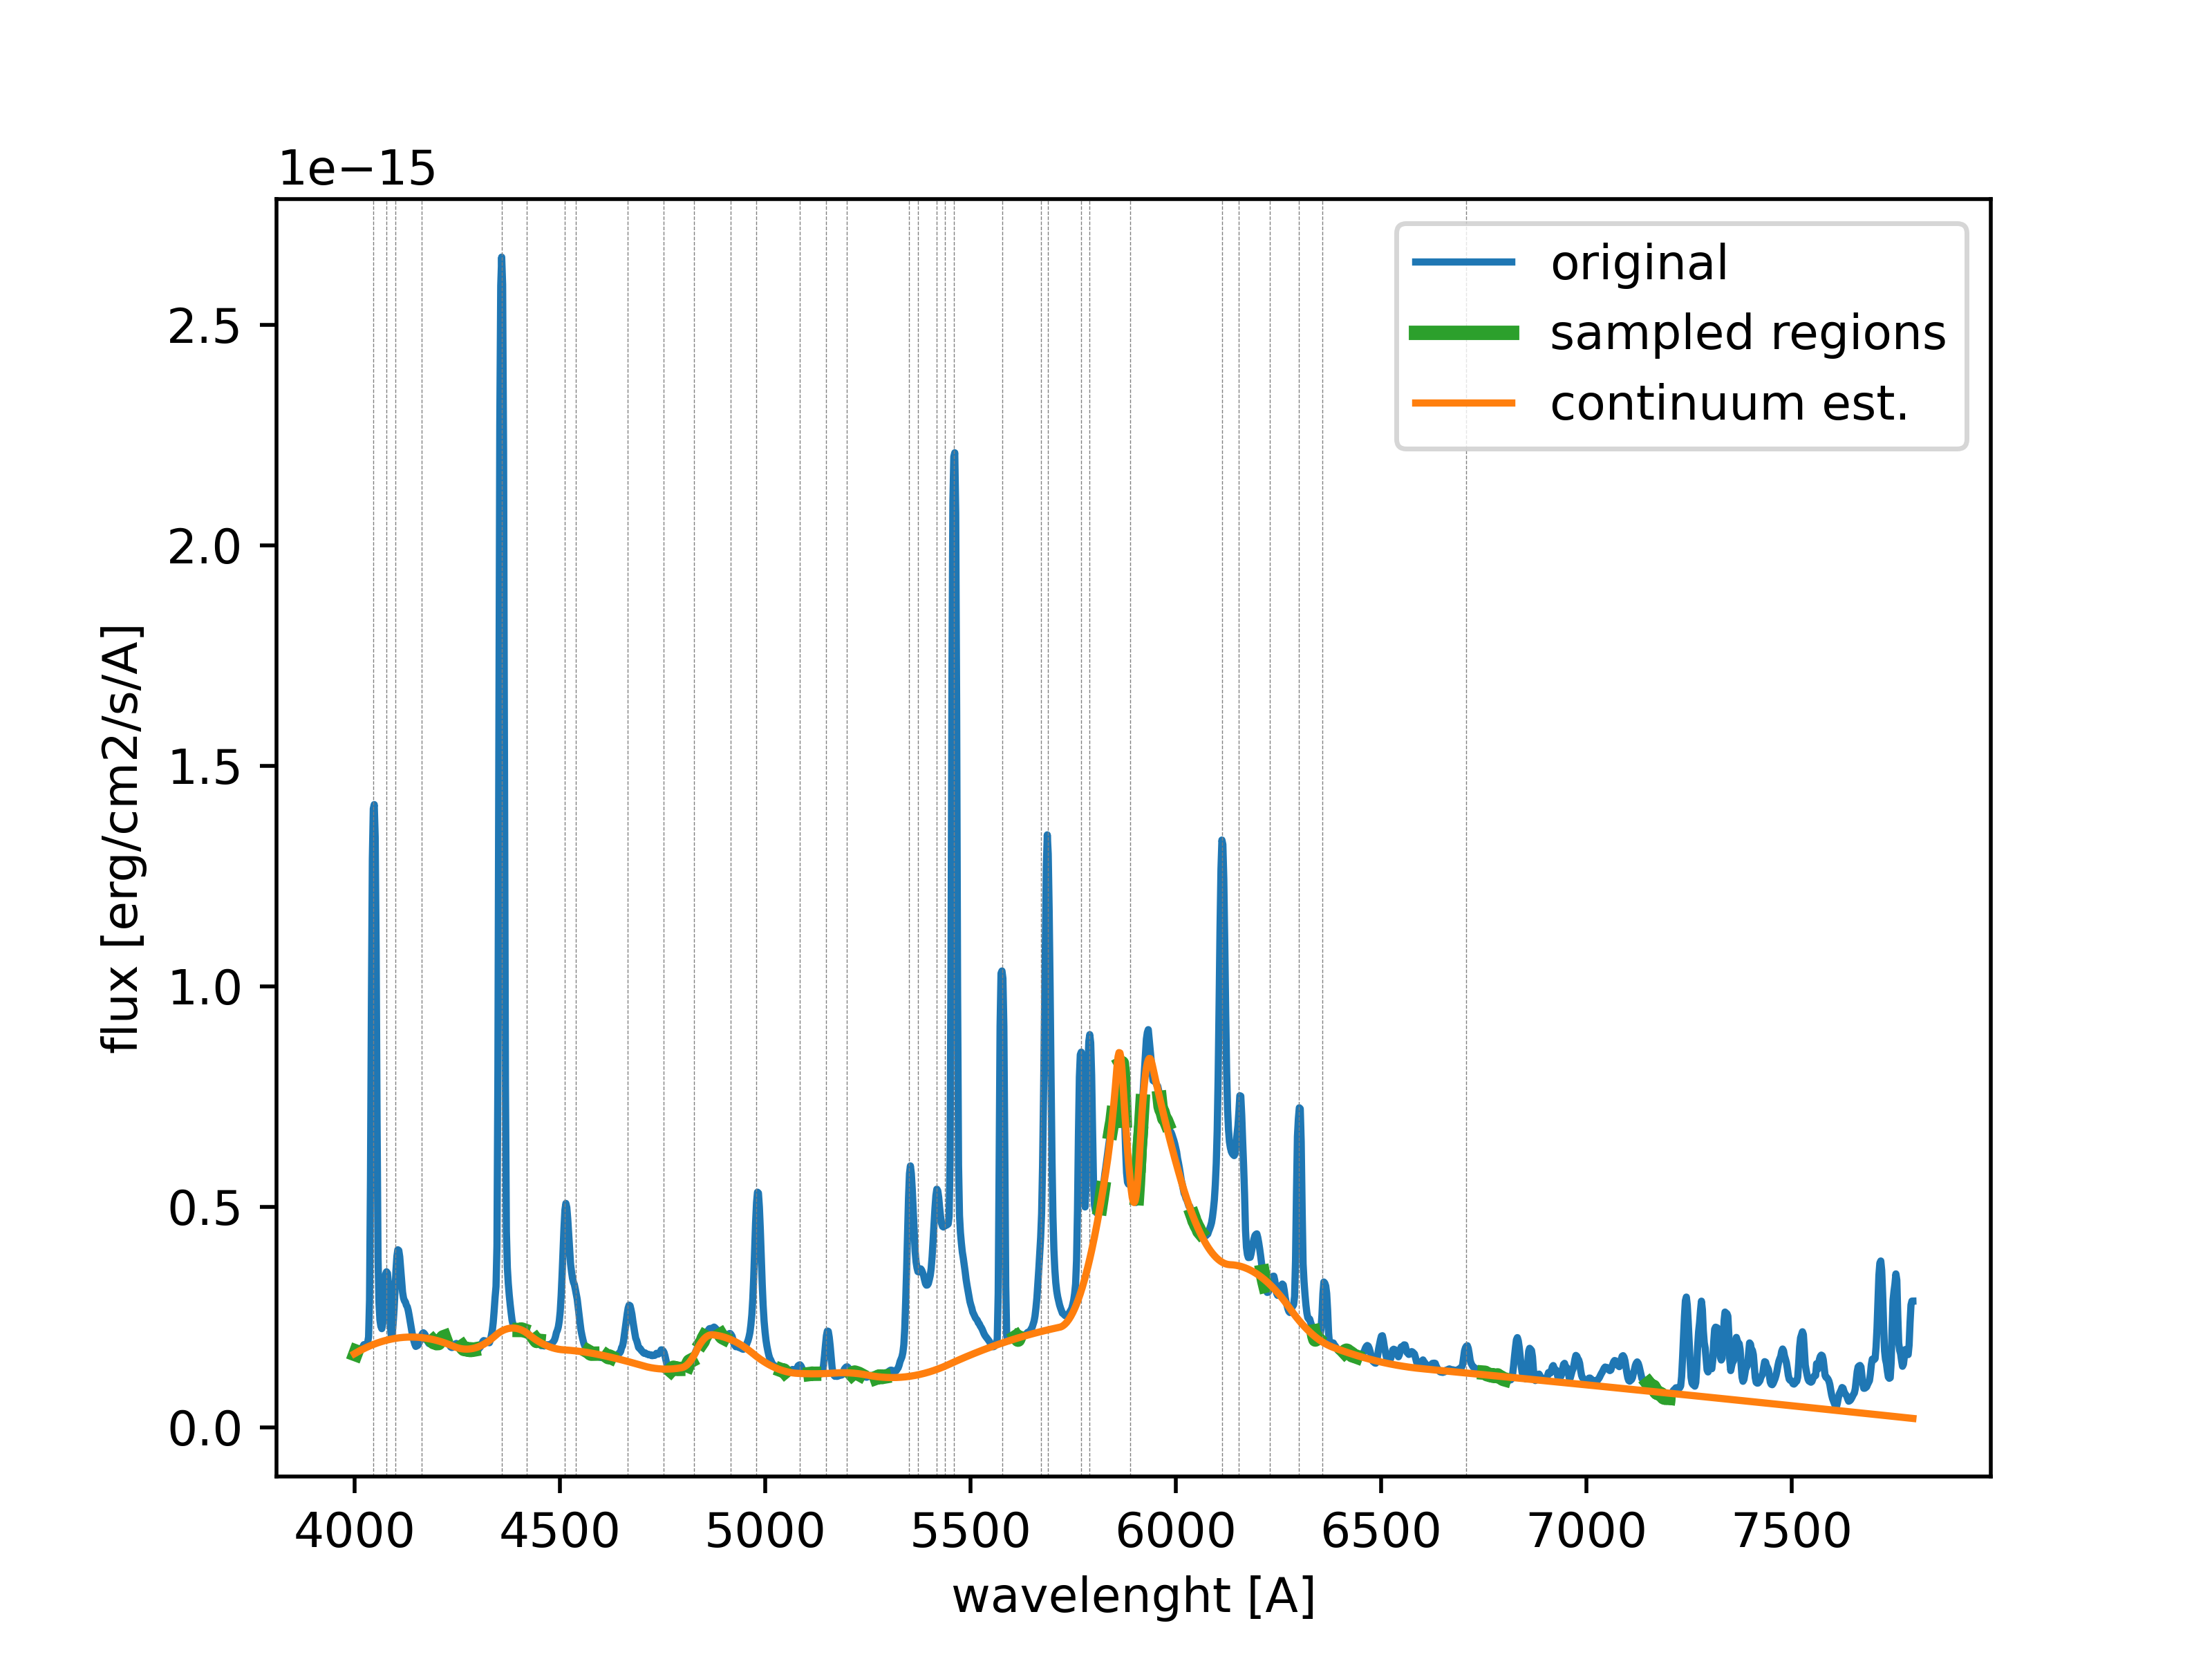 1e−15
original
sampled regions
continuum est.
2.5
2.0
1.5
1.0
0.5
0.0
flux [erg/cm2/s/A]
4000 4500 5000 5500 6000 6500 7000 7500
wavelenght [A]